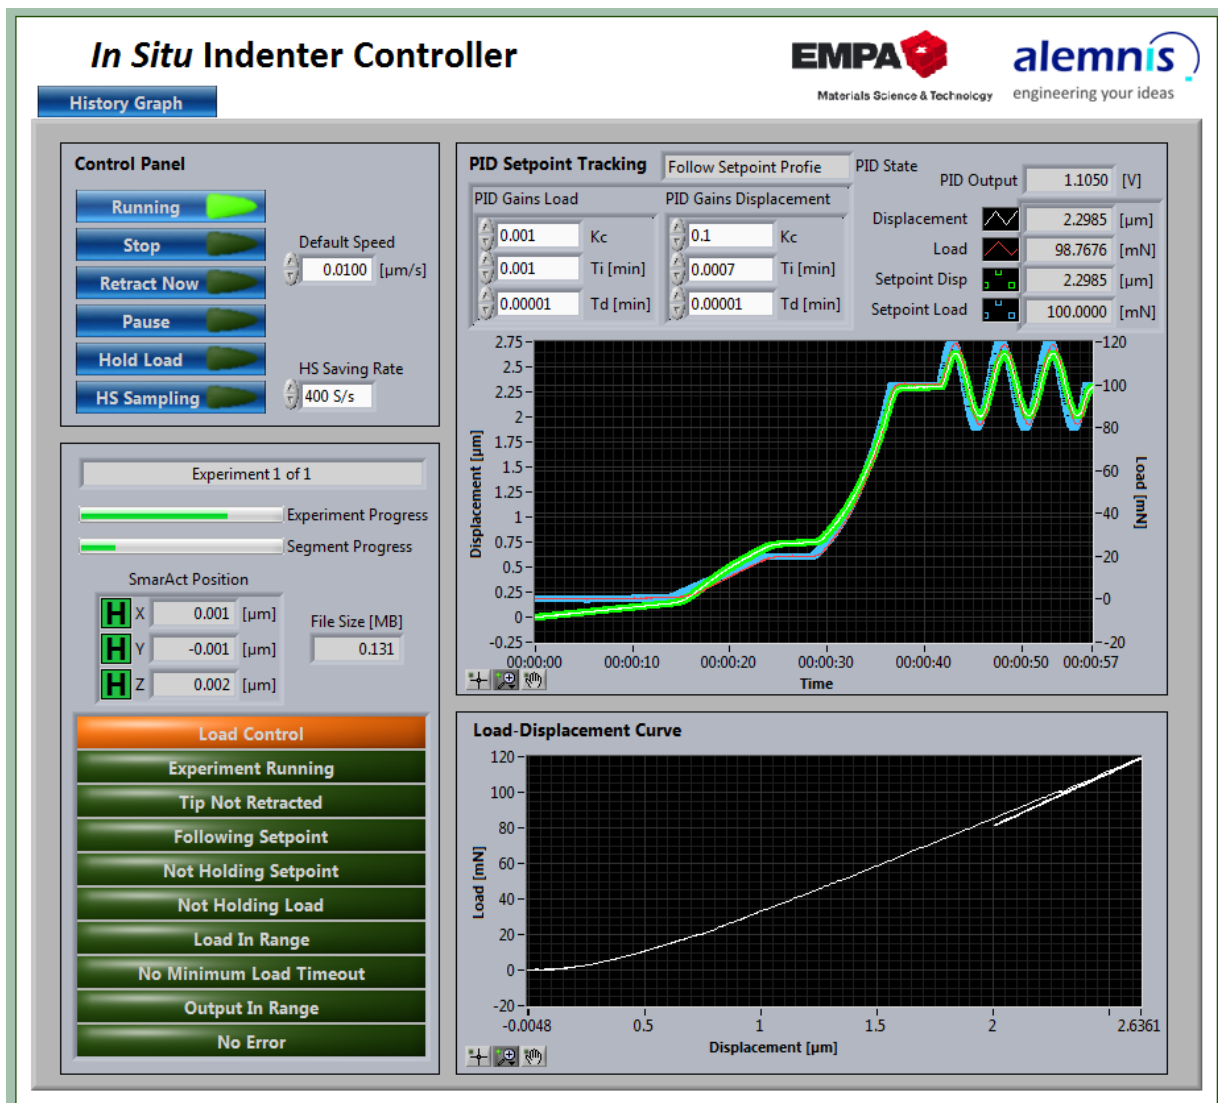 In Situ Indenter Controller
EMPA
Materials Science & Technology
alemnis
engineering your ideas
History Graph
Control Panel
Running
Stop
Retract Now
Pause
Hold Load
HS Sampling
Default Speed
0.0100 [µm/s]
HS Saving Rate
400 S/s
PID Setpoint Tracking
Follow Setpoint Profie
PID State
PID Output 1.1050 [V]
PID Gains Load
0.001 Kc
0.001 Ti [min]
0.00001 Td [min]
PID Gains Displacement
0.1 Kc
0.0007 Ti [min]
0.00001 Td [min]
Displacement 2.2985 [µm]
Load 98.7676 [mN]
Setpoint Disp 2.2985 [µm]
Setpoint Load 100.0000 [mN]
Displacement [µm]
2.75
2.5
2.25
2
1.75
1.5
1.25
1
0.75
0.5
0.25
0
-0.25
120
100
80
60
40
20
0
-20
Load [mN]
00:00:00 00:00:10 00:00:20 00:00:30 00:00:40 00:00:50 00:00:57
Time
Experiment 1 of 1
Experiment Progress
Segment Progress
SmarAct Position
H X 0.001 [µm]
H Y -0.001 [µm]
H Z 0.002 [µm]
File Size [MB]
0.131
Load Control
Experiment Running
Tip Not Retracted
Following Setpoint
Not Holding Setpoint
Not Holding Load
Load In Range
No Minimum Load Timeout
Output In Range
No Error
Load-Displacement Curve
Load [mN]
120
100
80
60
40
20
0
-20
-0.0048 0.5 1 1.5 2 2.6361
Displacement [µm]